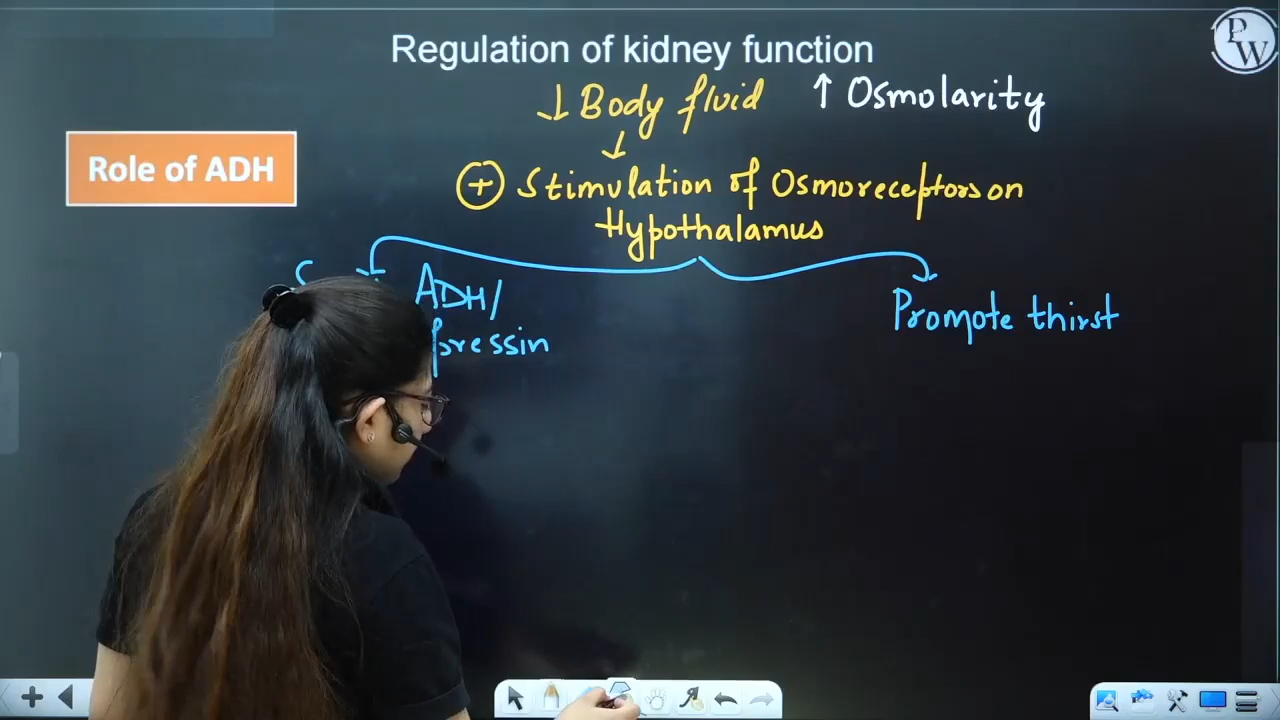 Regulation of kidney function
PW
↓ Body fluid ↑ Osmolarity
Role of ADH
↓
⊕ Stimulation of Osmoreceptors on
Hypothalamus
ADH/
pressin
Promote thirst